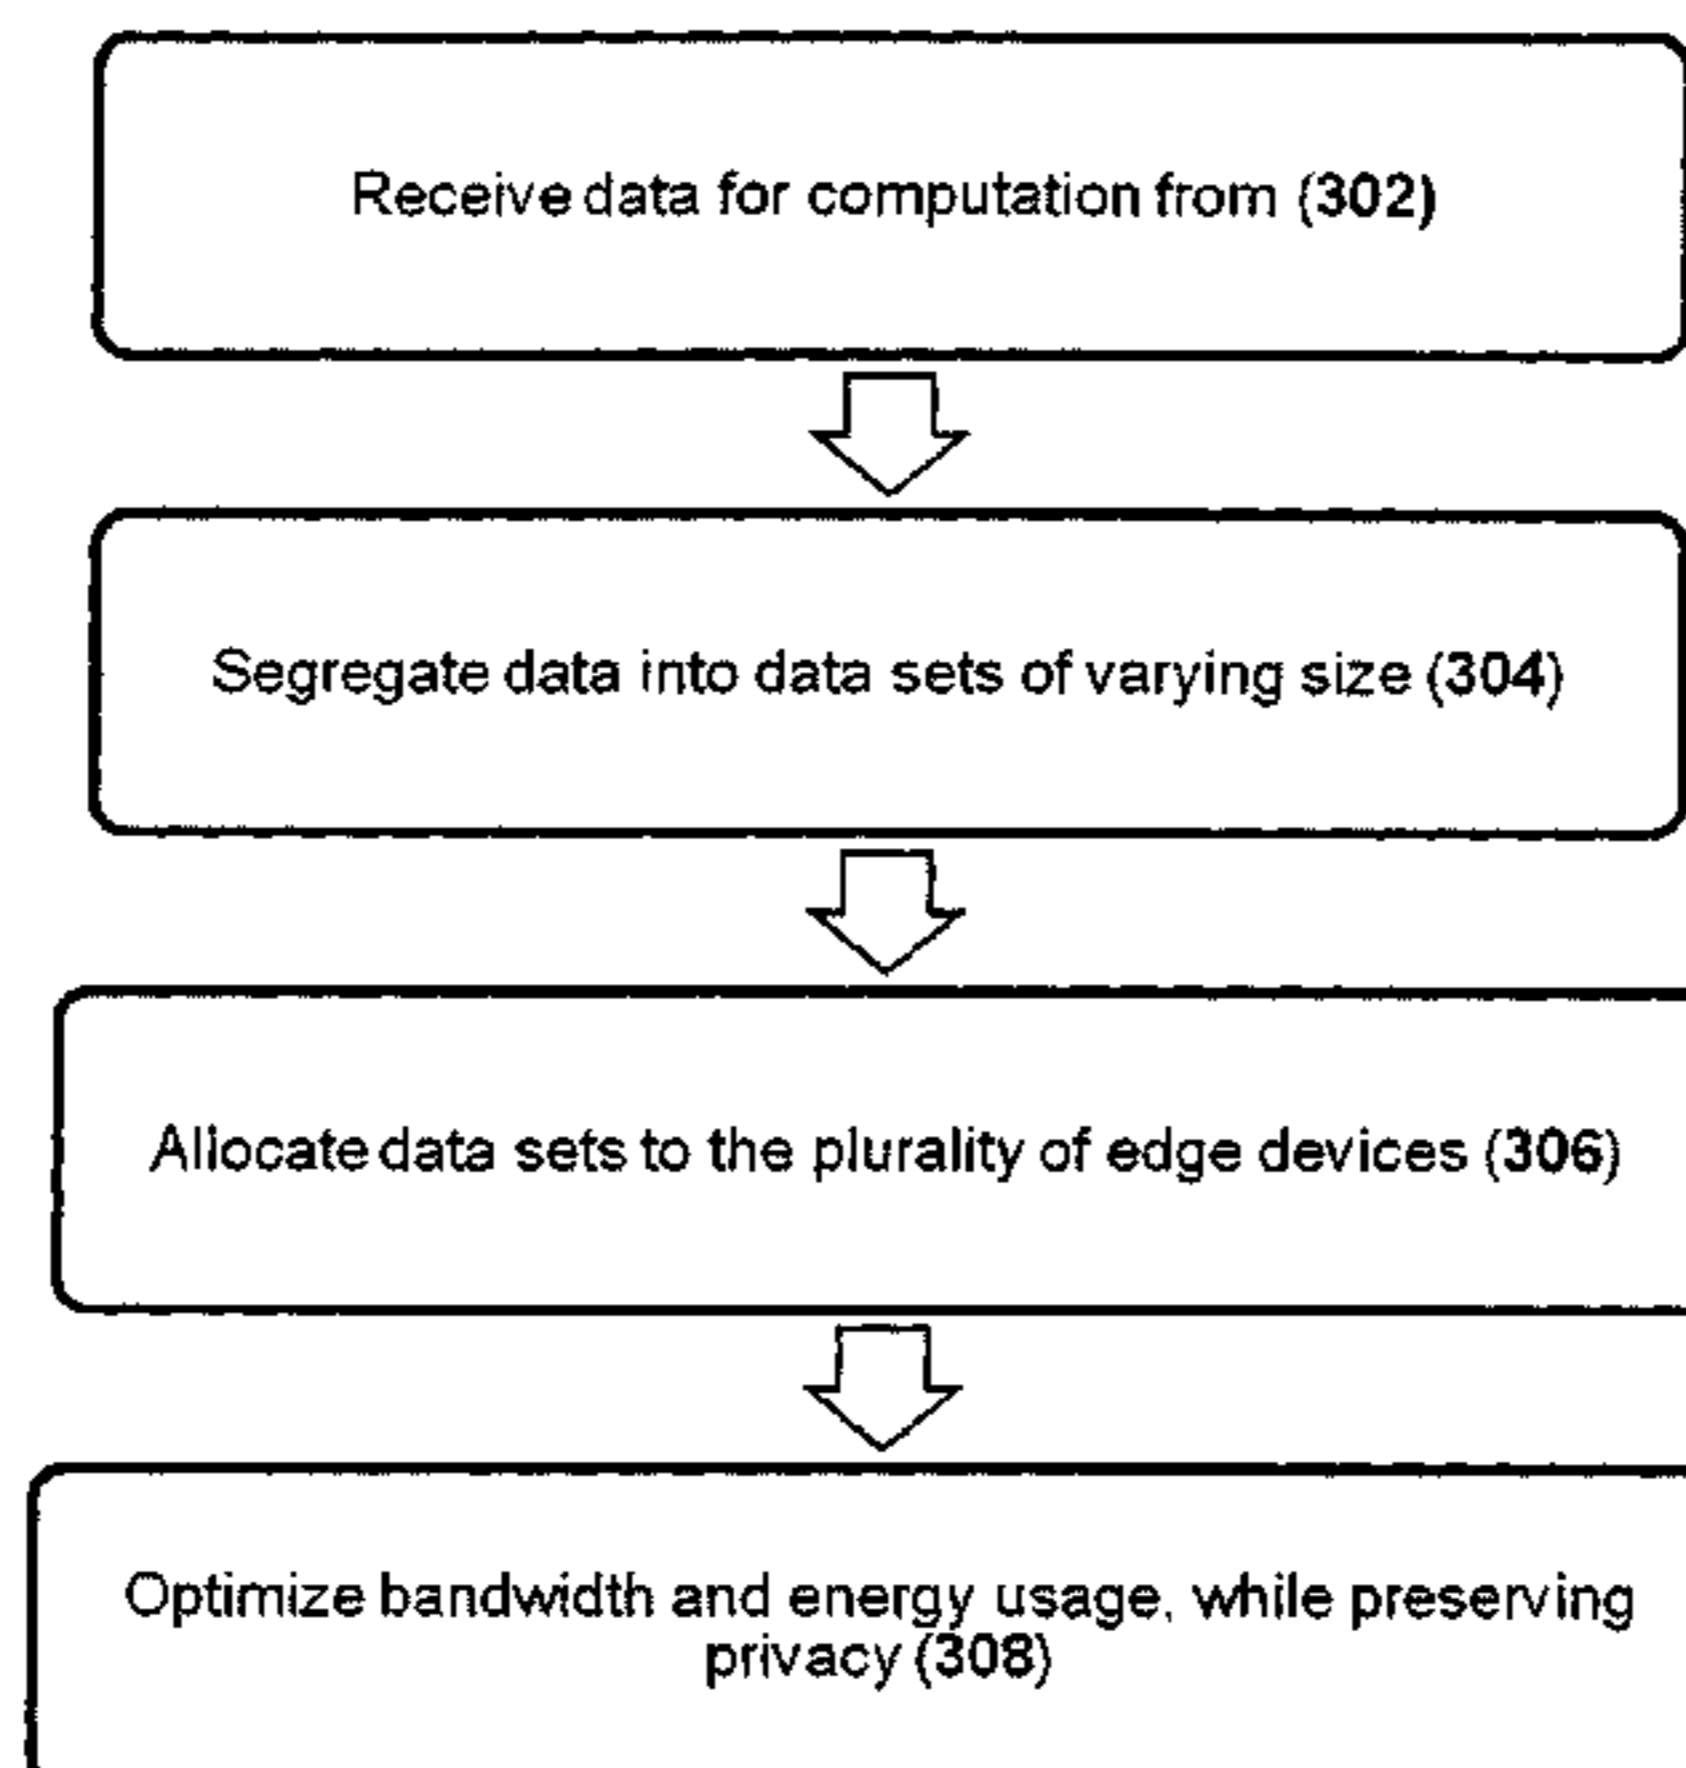 Receive data for computation from (302)
Segregate data into data sets of varying size (304)
Allocate data sets to the plurality of edge devices (306)
Optimize bandwidth and energy usage, while preserving
privacy (308)